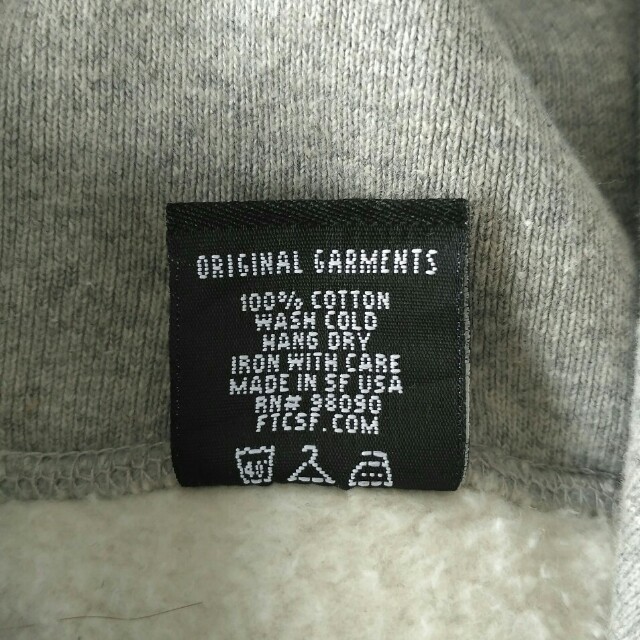 ORIGINAL GARMENTS
100% COTTON
WASH COLD
HANG DRY
IRON WITH CARE
MADE IN SF USA
RN# 38090
FTCSF.COM
40°